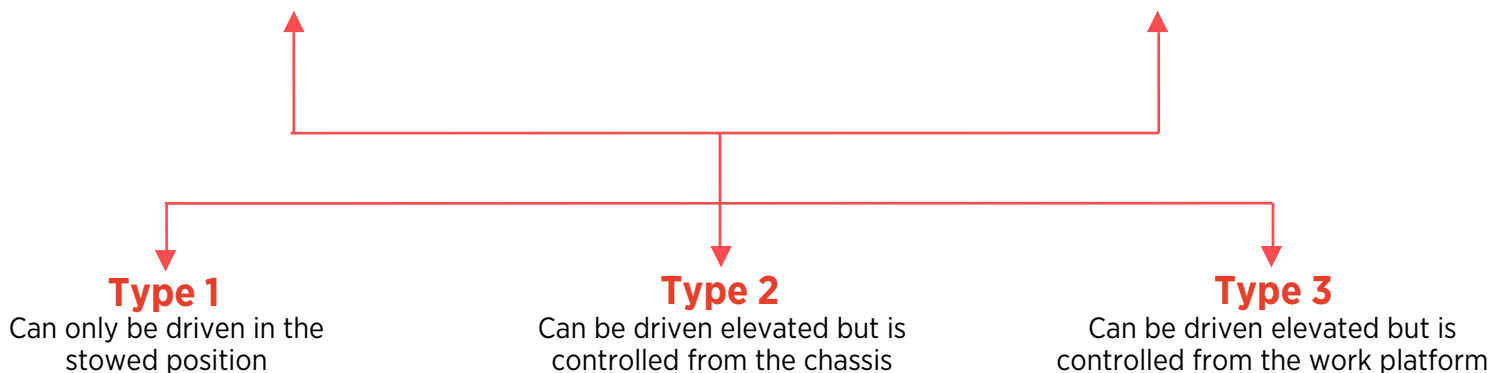 Type 1
Can only be driven in the
stowed position
Type 2
Can be driven elevated but is
controlled from the chassis
Type 3
Can be driven elevated but is
controlled from the work platform